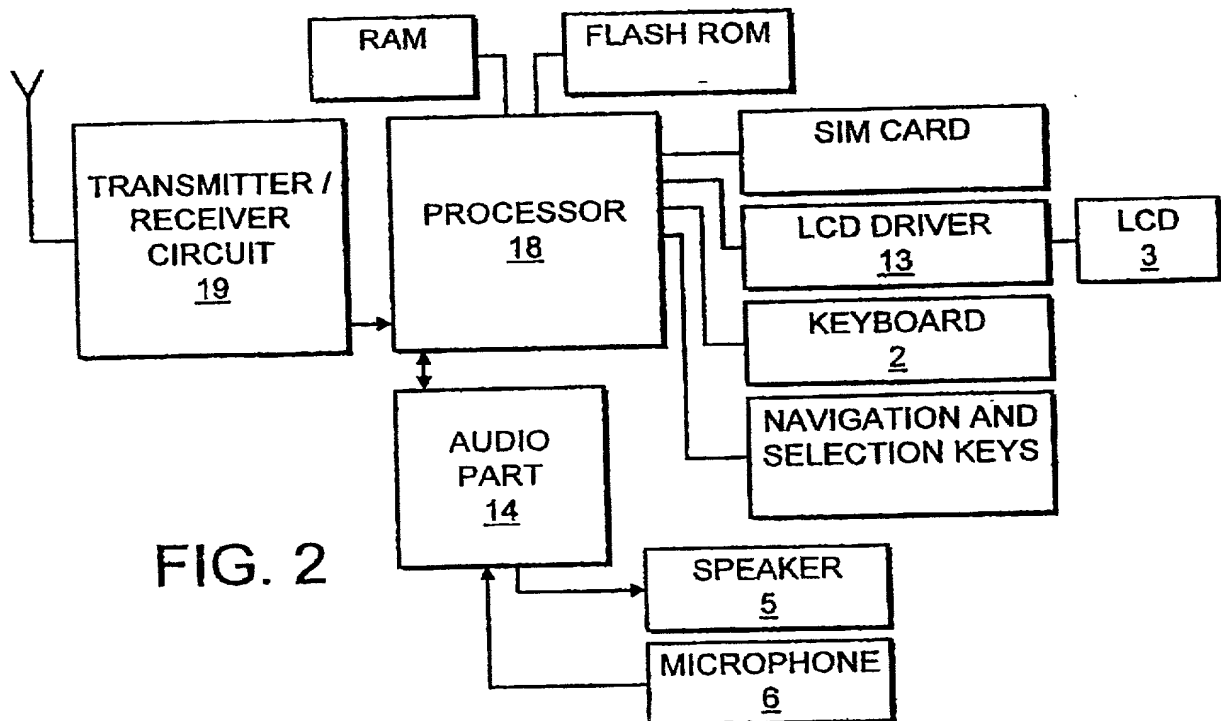 RAM
FLASH ROM
TRANSMITTER /
RECEIVER
CIRCUIT
19
PROCESSOR
18
SIM CARD
LCD DRIVER
13
LCD
3
KEYBOARD
2
NAVIGATION AND
SELECTION KEYS
AUDIO
PART
14
SPEAKER
5
MICROPHONE
6
FIG. 2